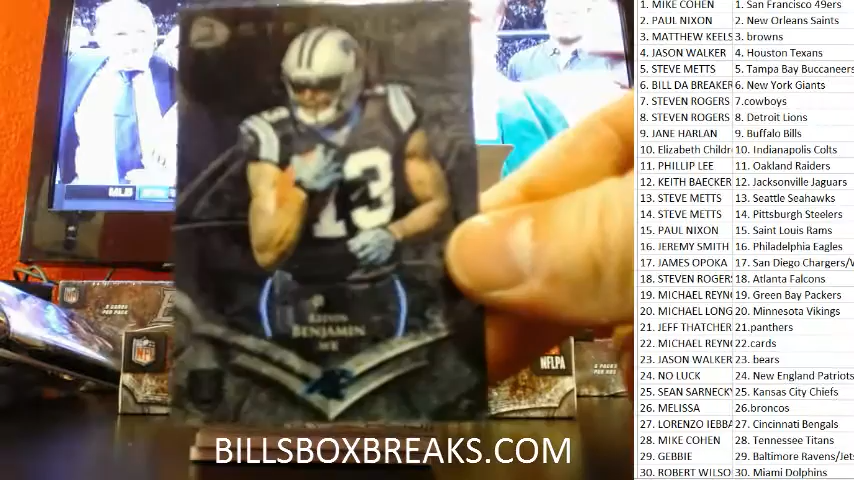 1. MIKE COHEN 1. San Francisco 49ers
2. PAUL NIXON 2. New Orleans Saints
3. MATTHEW KEELS 3. browns
4. JASON WALKER 4. Houston Texans
5. STEVE METTS 5. Tampa Bay Buccaneers
6. BILL DA BREAKER 6. New York Giants
7. STEVEN ROGERS 7.cowboys
8. STEVEN ROGERS 8. Detroit Lions
9. JANE HARLAN 9. Buffalo Bills
10. Elizabeth Childr 10. Indianapolis Colts
11. PHILLIP LEE 11. Oakland Raiders
12. KEITH BAECKER 12. Jacksonville Jaguars
13. STEVE METTS 13. Seattle Seahawks
14. STEVE METTS 14. Pittsburgh Steelers
15. PAUL NIXON 15. Saint Louis Rams
16. JEREMY SMITH 16. Philadelphia Eagles
17. JAMES OPOKA 17. San Diego Chargers/V
18. STEVEN ROGERS 18. Atlanta Falcons
19. MICHAEL REYN 19. Green Bay Packers
20. MICHAEL LONG 20. Minnesota Vikings
21. JEFF THATCHER 21.panthers
22. MICHAEL REYN 22.cards
23. JASON WALKER 23. bears
24. NO LUCK 24. New England Patriots
25. SEAN SARNECK 25. Kansas City Chiefs
26. MELISSA 26.broncos
27. LORENZO IEBBA 27. Cincinnati Bengals
28. MIKE COHEN 28. Tennessee Titans
29. GEBBIE 29. Baltimore Ravens/Jets
30. ROBERT WILSO 30. Miami Dolphins
13
KELVIN
BENJAMIN
WR
MLB
NFL
NFLPA
BILLSBOXBREAKS.COM